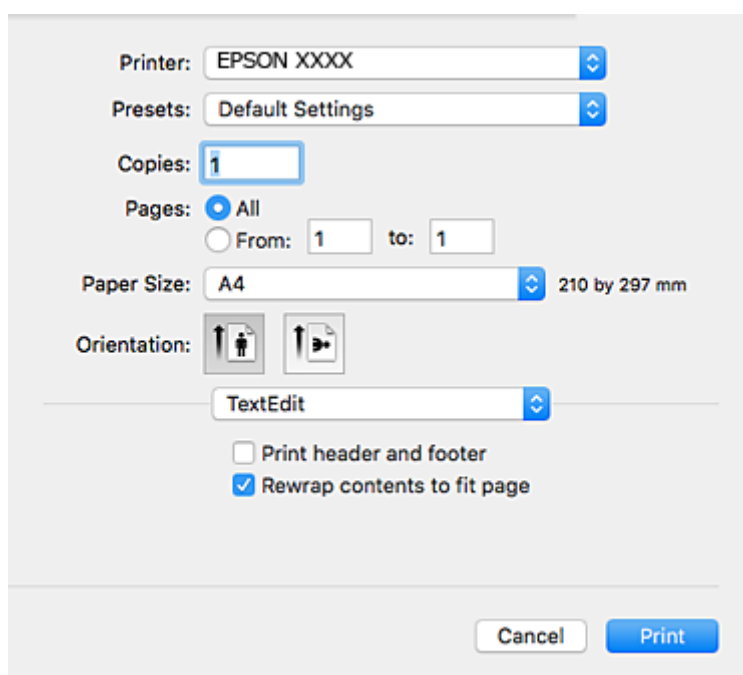 Printer: EPSON XXXX
Presets: Default Settings
Copies: 1
Pages: All
From: 1 to: 1
Paper Size: A4 210 by 297 mm
Orientation:
TextEdit
Print header and footer
Rewrap contents to fit page
Cancel Print